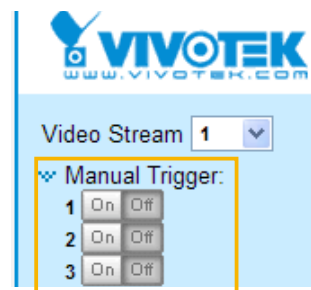 VIVOTEK
www.vivotek.com
Video Stream 1
Manual Trigger:
1 On Off
2 On Off
3 On Off